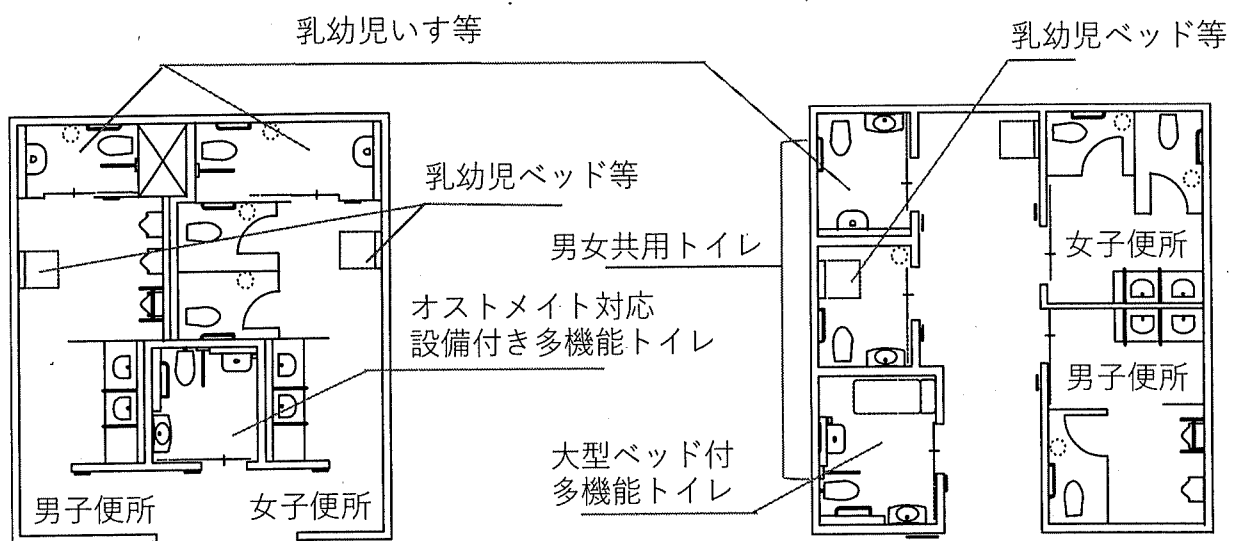 乳幼児いす等
乳幼児ベッド等
乳幼児ベッド等
男女共用トイレ
オストメイト対応
設備付き多機能トイレ
大型ベッド付
多機能トイレ
男子便所
女子便所
女子便所
男子便所